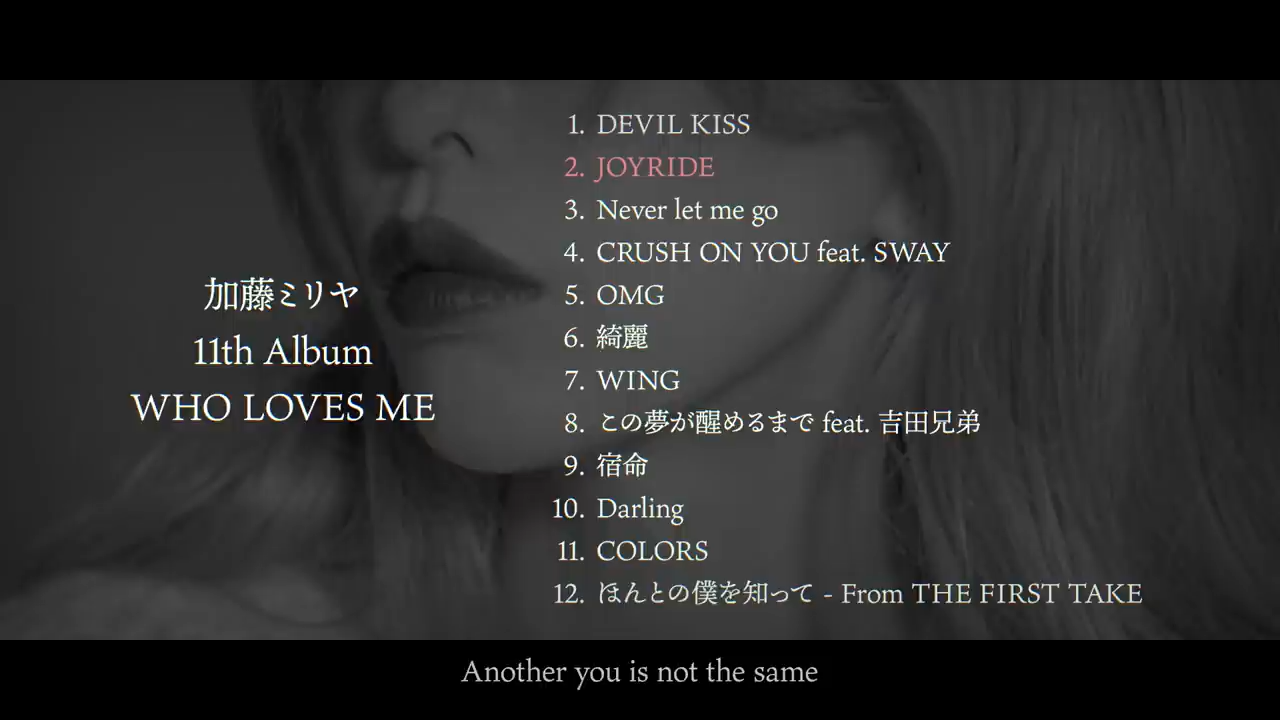 加藤ミリヤ
11th Album
WHO LOVES ME
1. DEVIL KISS
2. JOYRIDE
3. Never let me go
4. CRUSH ON YOU feat. SWAY
5. OMG
6. 綺麗
7. WING
8. この夢が醒めるまで feat. 吉田兄弟
9. 宿命
10. Darling
11. COLORS
12. ほんとの僕を知って - From THE FIRST TAKE
Another you is not the same